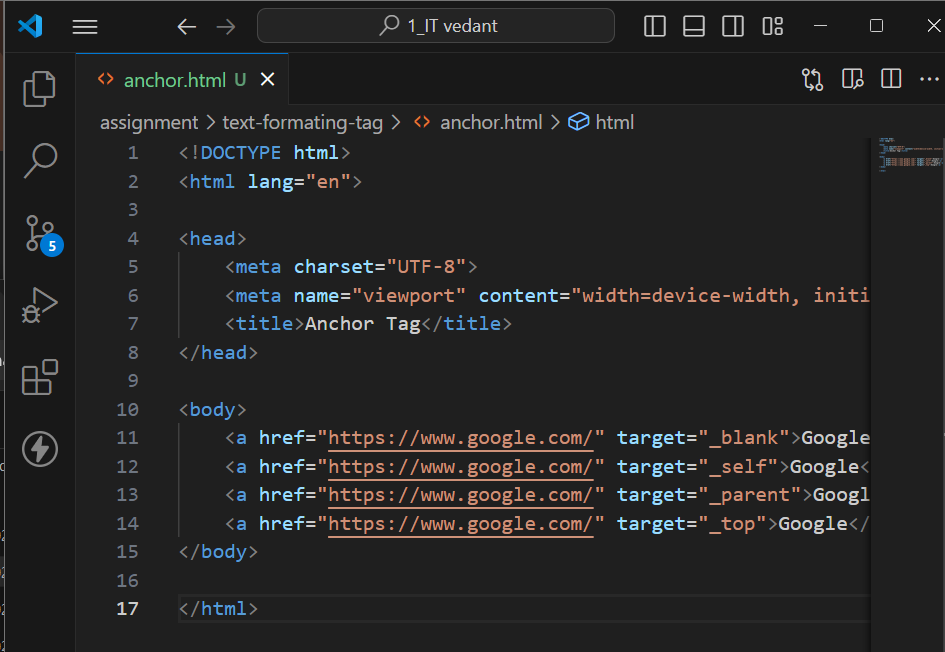 1_IT vedant
anchor.html U
assignment > text-formating-tag > anchor.html > html
1 <!DOCTYPE html>
2 <html lang="en">
3
4 <head>
5 <meta charset="UTF-8">
6 <meta name="viewport" content="width=device-width, initi
7 <title>Anchor Tag</title>
8 </head>
9
10 <body>
11 <a href="https://www.google.com/" target="_blank">Google
12 <a href="https://www.google.com/" target="_self">Google<
13 <a href="https://www.google.com/" target="_parent">Googl
14 <a href="https://www.google.com/" target="_top">Google</
15 </body>
16
17 </html>
5